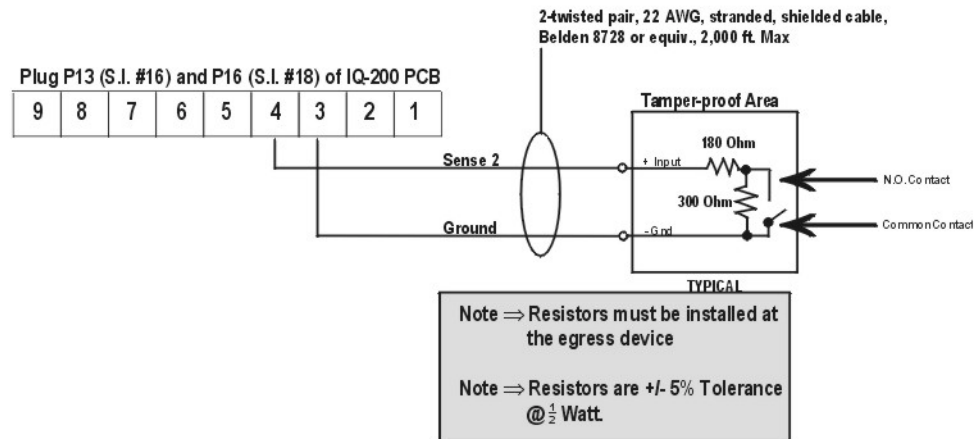 2-twisted pair, 22 AWG, stranded, shielded cable,
Belden 8728 or equiv., 2,000 ft. Max
Plug P13 (S.I. #16) and P16 (S.I. #18) of IQ-200 PCB
9 8 7 6 5 4 3 2 1
Tamper-proof Area
180 Ohm
Sense 2
+ Input
N.O. Contact
300 Ohm
Ground
-Gnd
Common Contact
TYPICAL
Note ⇒ Resistors must be installed at
the egress device
Note ⇒ Resistors are +/- 5% Tolerance
@ 1/2 Watt.